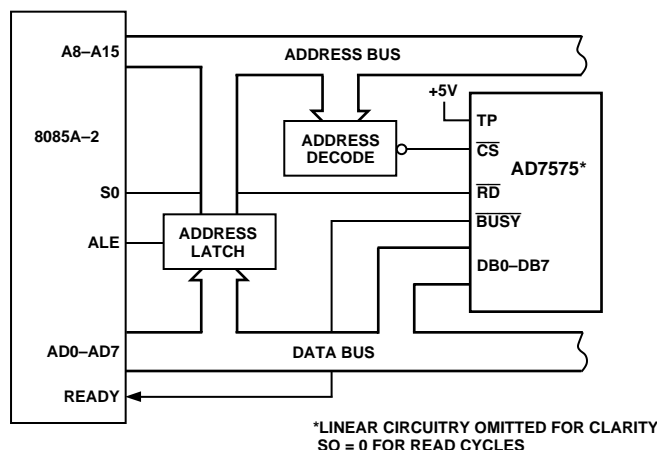 A8–A15
ADDRESS BUS
+5V
TP
8085A–2
ADDRESS
DECODE
CS
AD7575*
S0
RD
ADDRESS
LATCH
BUSY
ALE
DB0–DB7
AD0–AD7
DATA BUS
READY
*LINEAR CIRCUITRY OMITTED FOR CLARITY
SO = 0 FOR READ CYCLES